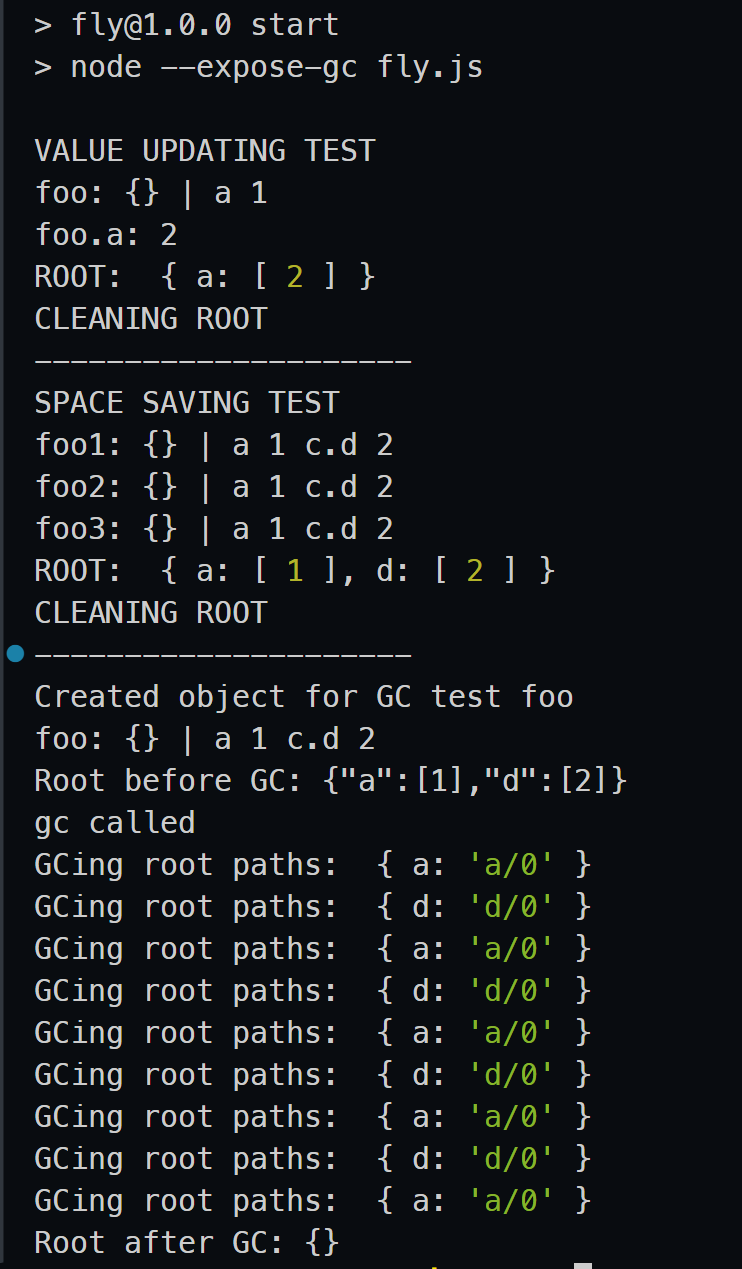 > fly@1.0.0 start
> node --expose-gc fly.js
VALUE UPDATING TEST
foo: {} | a 1
foo.a: 2
ROOT:  { a: [ 2 ] }
CLEANING ROOT
---------------------
SPACE SAVING TEST
foo1: {} | a 1 c.d 2
foo2: {} | a 1 c.d 2
foo3: {} | a 1 c.d 2
ROOT:  { a: [ 1 ], d: [ 2 ] }
CLEANING ROOT
---------------------
Created object for GC test foo
foo: {} | a 1 c.d 2
Root before GC: {"a":[1],"d":[2]}
gc called
GCing root paths:  { a: 'a/0' }
GCing root paths:  { d: 'd/0' }
GCing root paths:  { a: 'a/0' }
GCing root paths:  { d: 'd/0' }
GCing root paths:  { a: 'a/0' }
GCing root paths:  { d: 'd/0' }
GCing root paths:  { a: 'a/0' }
GCing root paths:  { d: 'd/0' }
GCing root paths:  { a: 'a/0' }
Root after GC: {}